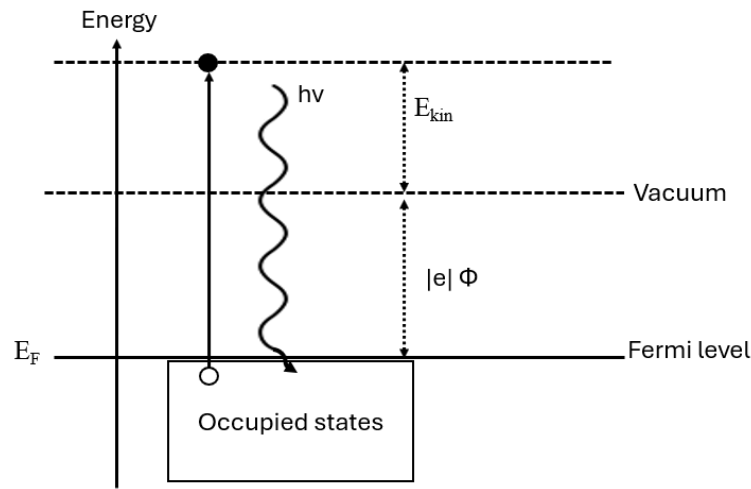 Energy
hv
E_kin
Vacuum
|e| Φ
E_F
Fermi level
Occupied states